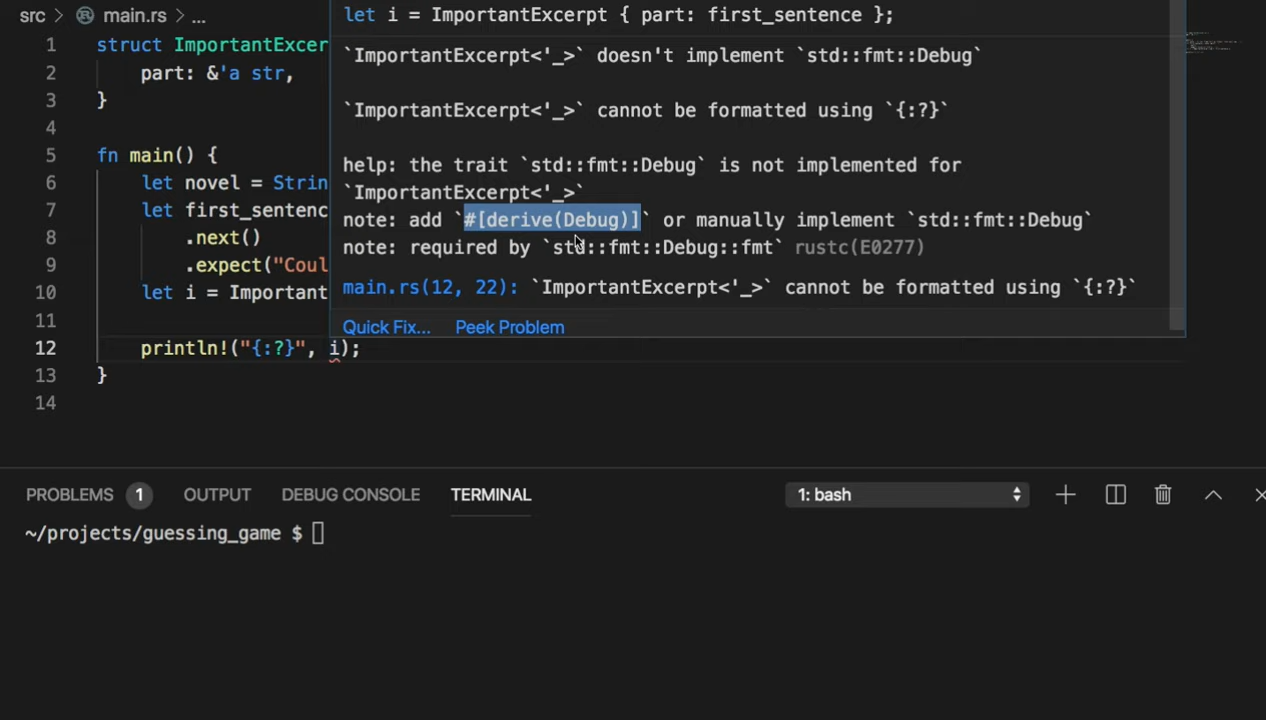 src > main.rs > ...
let i = ImportantExcerpt { part: first_sentence };
1 struct ImportantExcer
`ImportantExcerpt<'_>` doesn't implement `std::fmt::Debug`
2 part: &'a str,
3 }
`ImportantExcerpt<'_>` cannot be formatted using `{:?}`
4
5 fn main() {
help: the trait `std::fmt::Debug` is not implemented for
6 let novel = Strin
`ImportantExcerpt<'_>`
7 let first_sentenc
note: add `#[derive(Debug)]` or manually implement `std::fmt::Debug`
8 .next()
note: required by `std::fmt::Debug::fmt` rustc(E0277)
9 .expect("Coul
10 let i = Important
main.rs(12, 22): `ImportantExcerpt<'_>` cannot be formatted using `{:?}`
11
Quick Fix... Peek Problem
12 println!("{:?}", i);
13 }
14
PROBLEMS 1 OUTPUT DEBUG CONSOLE TERMINAL 1: bash
~/projects/guessing_game $